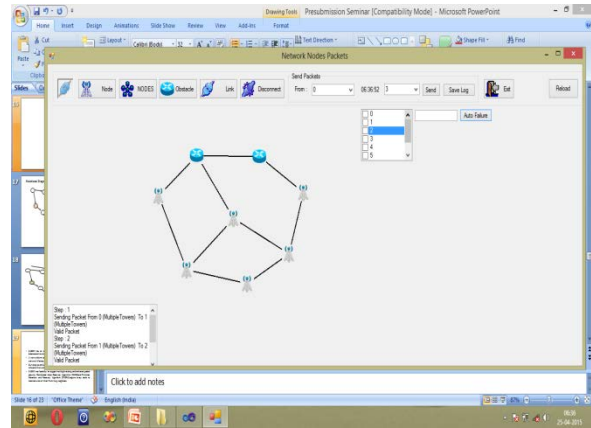 Drawing Tools Presubmission Seminar [Compatibility Mode] - Microsoft PowerPoint
Home Insert Design Animations Slide Show Review View Add-Ins Format
Cut Layout Calibri (Body) 32 Text Direction Shape Fill Find
Paste
Network Nodes Packets
Slides
Node NODES Obstacle Link Disconnect
Send Packets
From : 0 06:36:52 3 Send Save Log Exit Reload
0
1
2
3
4
5
Auto Failure
Step : 1
Sending Packet From 0 (MultipleTowers) To 1
(MultipleTowers)
Valid Packet
Step : 2
Sending Packet From 1 (MultipleTowers) To 2
(MultipleTowers)
Valid Packet
Click to add notes
Slide 16 of 23 "Office Theme" English (India)
06:36
25-04-2015